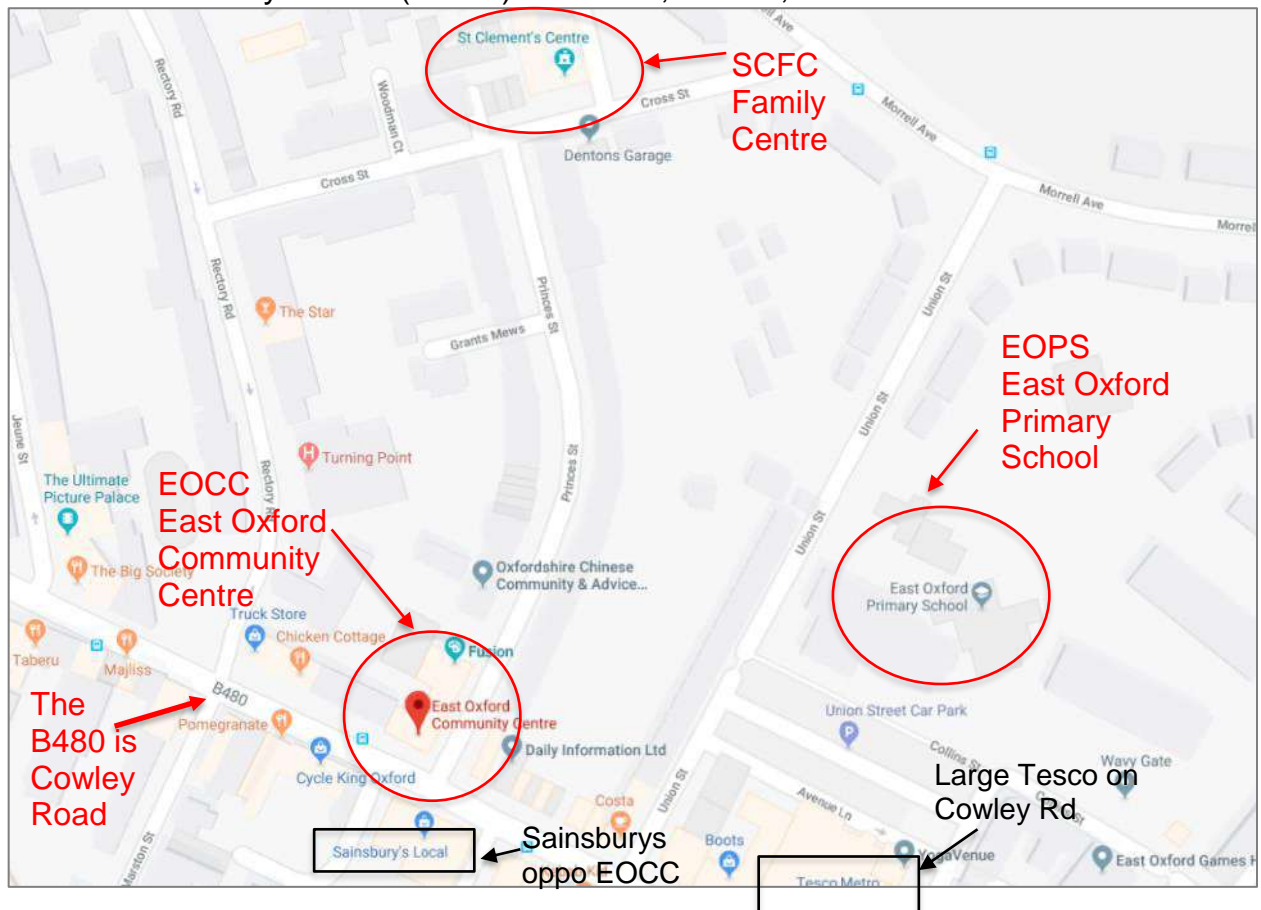 St Clement's Centre
SCFC
Family
Centre
Rectory Rd
Woodman Ct
Cross St
Morrell Ave
Dentons Garage
Cross St
Morrell Ave
Rectory Rd
The Star
Princes St
Grants Mews
Union St
EOPS
East Oxford
Primary
School
Union St
Jeune St
Turning Point
Rectory Rd
Princes St
The Ultimate
Picture Palace
EOCC
East Oxford
Community
Centre
Union St
The Big Society
Oxfordshire Chinese
Community & Advice...
East Oxford
Primary School
Truck Store
Chicken Cottage
Fusion
Taberu
Majliss
The
B480 is
Cowley
Road
B480
Pomegranate
East Oxford
Community Centre
Union Street Car Park
Daily Information Ltd
Cycle King Oxford
Collins St
Wavy Gate
Large Tesco on
Cowley Rd
Costa
Union St
Avenue Ln
Marston St
Sainsbury's Local
Sainsburys
oppo EOCC
Boots
YogaVenue
East Oxford Games H
Tesco Metro